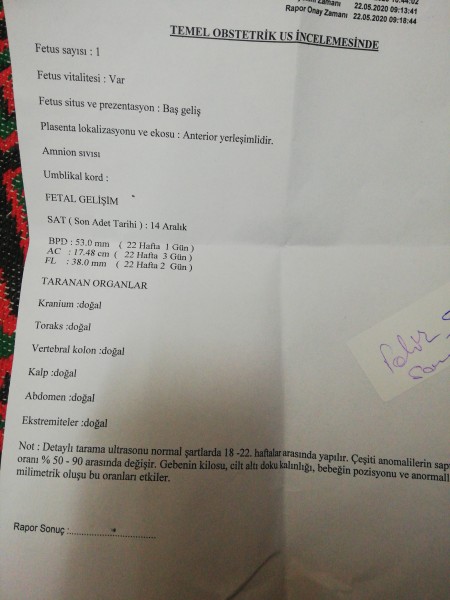 22.05.2020 09:13:41
Rapor Onay Zamanı 22.05.2020 09:18:44
TEMEL OBSTETRİK US İNCELEMESİNDE
Fetus sayısı : 1
Fetus vitalitesi : Var
Fetus situs ve prezentasyon : Baş geliş
Plasenta lokalizasyonu ve ekosu : Anterior yerleşimlidir.
Amnion sıvısı
Umblikal kord :
FETAL GELİŞİM
SAT ( Son Adet Tarihi ) : 14 Aralık
BPD : 53.0 mm ( 22 Hafta 1 Gün )
AC : 17.48 cm ( 22 Hafta 3 Gün )
FL : 38.0 mm ( 22 Hafta 2 Gün )
TARANAN ORGANLAR
Kranium :doğal
Toraks :doğal
Vertebral kolon :doğal
Kalp :doğal
Abdomen :doğal
Ekstremiteler :doğal
Not : Detaylı tarama ultrasonu normal şartlarda 18 -22. haftalar arasında yapılır. Çeşiti anomalilerin
oranı % 50 - 90 arasında değişir. Gebenin kilosu, cilt altı doku kalınlığı, bebeğin pozisyonu ve
milimetrik oluşu bu oranları etkiler.
Rapor Sonuç :